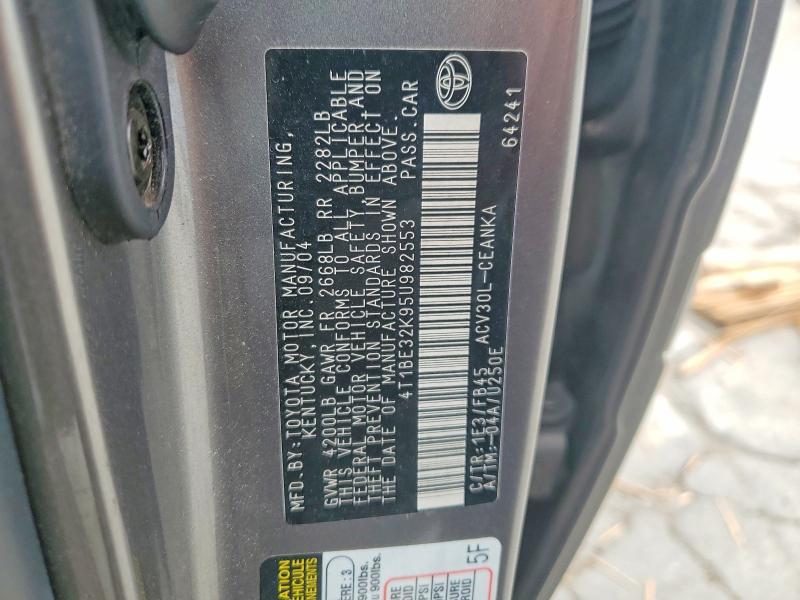 MFD. BY: TOYOTA MOTOR MANUFACTURING,
KENTUCKY, INC. 09/04
GVWR 4200LB GAWR FR 2668LB RR 2282LB
THIS VEHICLE CONFORMS TO ALL APPLICABLE
FEDERAL MOTOR VEHICLE SAFETY, BUMPER, AND
THEFT PREVENTION STANDARDS IN EFFECT ON
THE DATE OF MANUFACTURE SHOWN ABOVE.
4T1BE32K95U982553 PASS. CAR
C/TR: 1E3/FB45 ACV30L-CEANKA
A/TM: -04A/U250E
64241
5F